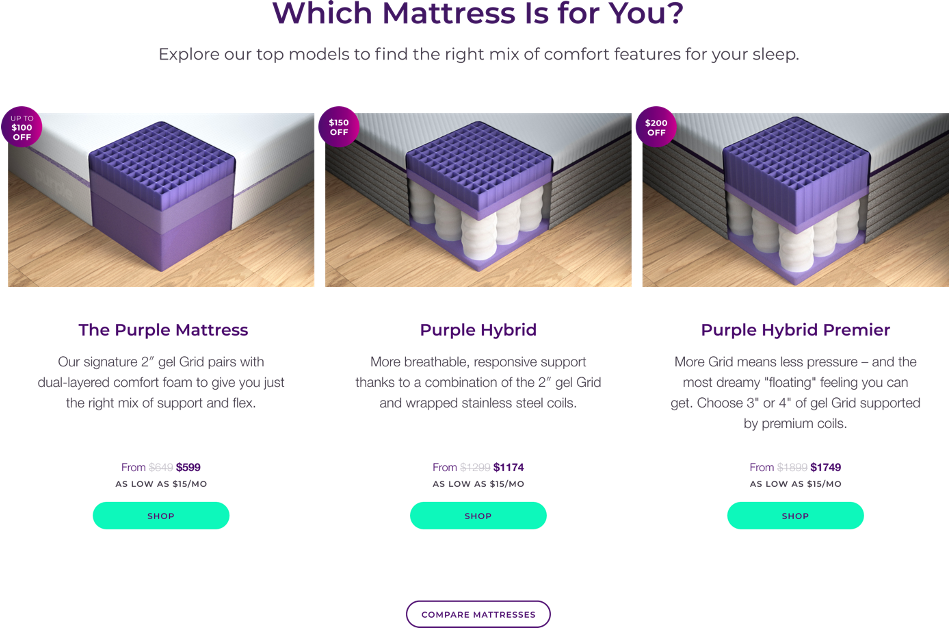 Which Mattress Is for You?
Explore our top models to find the right mix of comfort features for your sleep.
UP TO
$100
OFF
$150
OFF
$200
OFF
The Purple Mattress
Our signature 2″ gel Grid pairs with
dual-layered comfort foam to give you just
the right mix of support and flex.
From $649 $599
AS LOW AS $15/MO
SHOP
Purple Hybrid
More breathable, responsive support
thanks to a combination of the 2″ gel Grid
and wrapped stainless steel coils.
From $1299 $1174
AS LOW AS $15/MO
SHOP
Purple Hybrid Premier
More Grid means less pressure – and the
most dreamy "floating" feeling you can
get. Choose 3" or 4" of gel Grid supported
by premium coils.
From $1899 $1749
AS LOW AS $15/MO
SHOP
COMPARE MATTRESSES